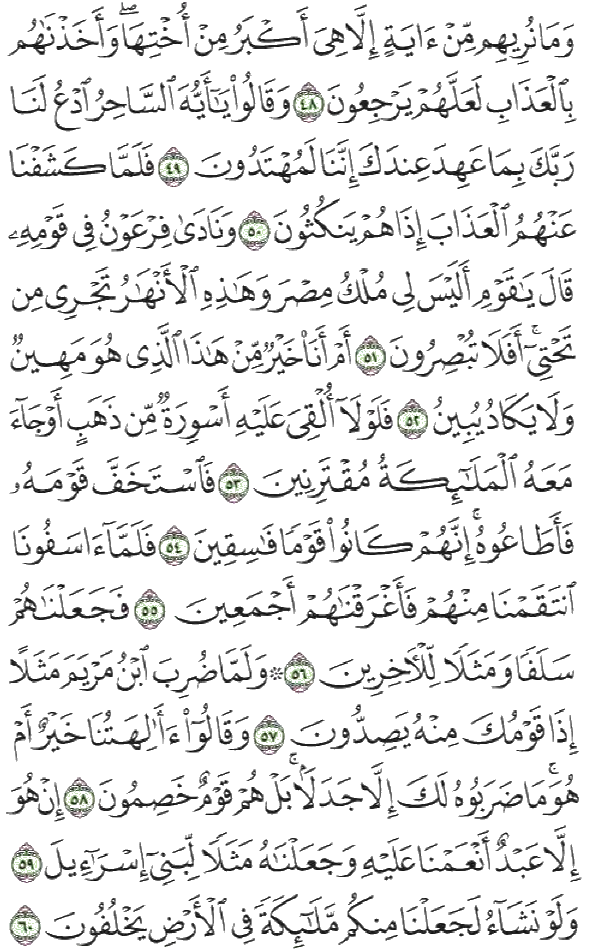 وَمَا نُرِيهِم مِّنْ ءَايَةٍ إِلَّا هِىَ أَكْبَرُ مِنْ أُخْتِهَا ۖ وَأَخَذْنَٰهُم
بِٱلْعَذَابِ لَعَلَّهُمْ يَرْجِعُونَ ٤٨ وَقَالُوا۟ يَٰٓأَيُّهَ ٱلسَّاحِرُ ٱدْعُ لَنَا
رَبَّكَ بِمَا عَهِدَ عِندَكَ إِنَّنَا لَمُهْتَدُونَ ٤٩ فَلَمَّا كَشَفْنَا
عَنْهُمُ ٱلْعَذَابَ إِذَا هُمْ يَنكُثُونَ ٥٠ وَنَادَىٰ فِرْعَوْنُ فِى قَوْمِهِۦ
قَالَ يَٰقَوْمِ أَلَيْسَ لِى مُلْكُ مِصْرَ وَهَٰذِهِ ٱلْأَنْهَٰرُ تَجْرِى مِن
تَحْتِىٓ ۖ أَفَلَا تُبْصِرُونَ ٥١ أَمْ أَنَا۠ خَيْرٌ مِّنْ هَٰذَا ٱلَّذِى هُوَ مَهِينٌ
وَلَا يَكَادُ يُبِينُ ٥٢ فَلَوْلَآ أُلْقِىَ عَلَيْهِ أَسْوِرَةٌ مِّن ذَهَبٍ أَوْ جَآءَ
مَعَهُ ٱلْمَلَٰٓئِكَةُ مُقْتَرِنِينَ ٥٣ فَٱسْتَخَفَّ قَوْمَهُۥ
فَأَطَاعُوهُ ۚ إِنَّهُمْ كَانُوا۟ قَوْمًا فَٰسِقِينَ ٥٤ فَلَمَّآ ءَاسَفُونَا
ٱنتَقَمْنَا مِنْهُمْ فَأَغْرَقْنَٰهُمْ أَجْمَعِينَ ٥٥ فَجَعَلْنَٰهُمْ
سَلَفًا وَمَثَلًا لِّلْءَاخِرِينَ ٥٦ ۞ وَلَمَّا ضُرِبَ ٱبْنُ مَرْيَمَ مَثَلًا
إِذَا قَوْمُكَ مِنْهُ يَصِدُّونَ ٥٧ وَقَالُوٓا۟ ءَأَٰلِهَتُنَا خَيْرٌ أَمْ
هُوَ ۚ مَا ضَرَبُوهُ لَكَ إِلَّا جَدَلًۢا ۚ بَلْ هُمْ قَوْمٌ خَصِمُونَ ٥٨ إِنْ هُوَ
إِلَّا عَبْدٌ أَنْعَمْنَا عَلَيْهِ وَجَعَلْنَٰهُ مَثَلًا لِّبَنِىٓ إِسْرَٰٓءِيلَ ٥٩
وَلَوْ نَشَآءُ لَجَعَلْنَا مِنكُم مَّلَٰٓئِكَةً فِى ٱلْأَرْضِ يَخْلُفُونَ ٦٠